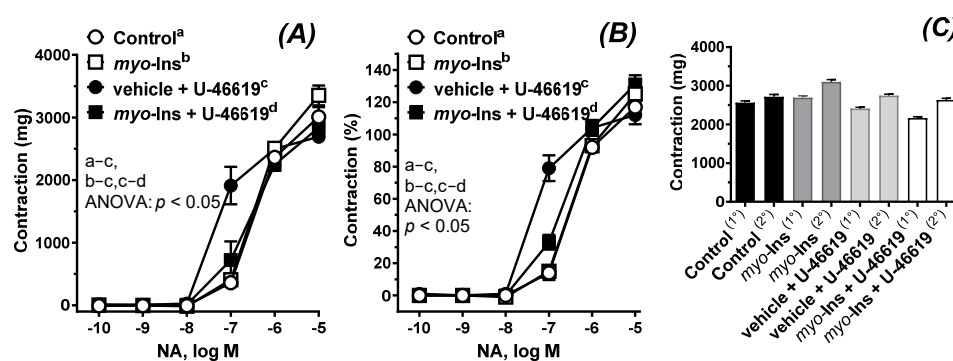 (A)
Control^a
myo-Ins^b
vehicle + U-46619^c
myo-Ins + U-46619^d
Contraction (mg)
4000
3000
2000
1000
0
a–c,
b–c,c–d
ANOVA: p < 0.05
-10 -9 -8 -7 -6 -5
NA, log M
(B)
Control^a
myo-Ins^b
vehicle + U-46619^c
myo-Ins + U-46619^d
Contraction (%)
140
120
100
80
60
40
20
0
a–c,
b–c,c–d
ANOVA:
p < 0.05
-10 -9 -8 -7 -6 -5
NA, log M
(C)
Contraction (mg)
4000
3000
2000
1000
0
Control (1°)
Control (2°)
myo-Ins (1°)
myo-Ins (2°)
vehicle + U-46619 (1°)
vehicle + U-46619 (2°)
myo-Ins + U-46619 (1°)
myo-Ins + U-46619 (2°)